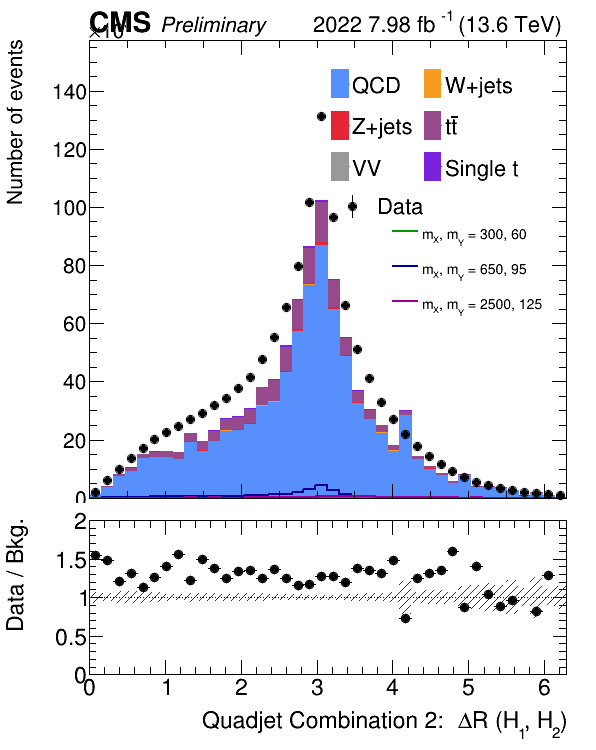 CMS Preliminary 2022 7.98 fb⁻¹ (13.6 TeV)
Number of events
140
120
100
80
60
40
20
0
QCD W+jets
Z+jets tt̄
VV Single t
Data
m_X, m_Y = 300, 60
m_X, m_Y = 650, 95
m_X, m_Y = 2500, 125
Data / Bkg.
2
1.5
1
0.5
0
0 1 2 3 4 5 6
Quadjet Combination 2: ΔR (H₁, H₂)